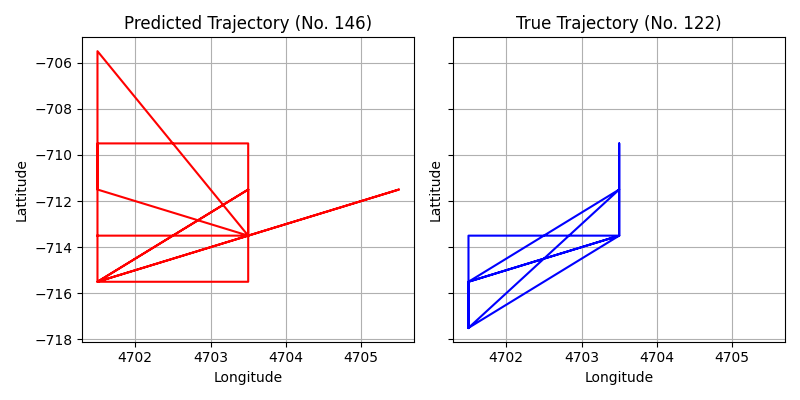 Predicted Trajectory (No. 146)
True Trajectory (No. 122)
−706
−708
−710
−712
−714
−716
−718
Lattitude
Lattitude
4702 4703 4704 4705
4702 4703 4704 4705
Longitude
Longitude